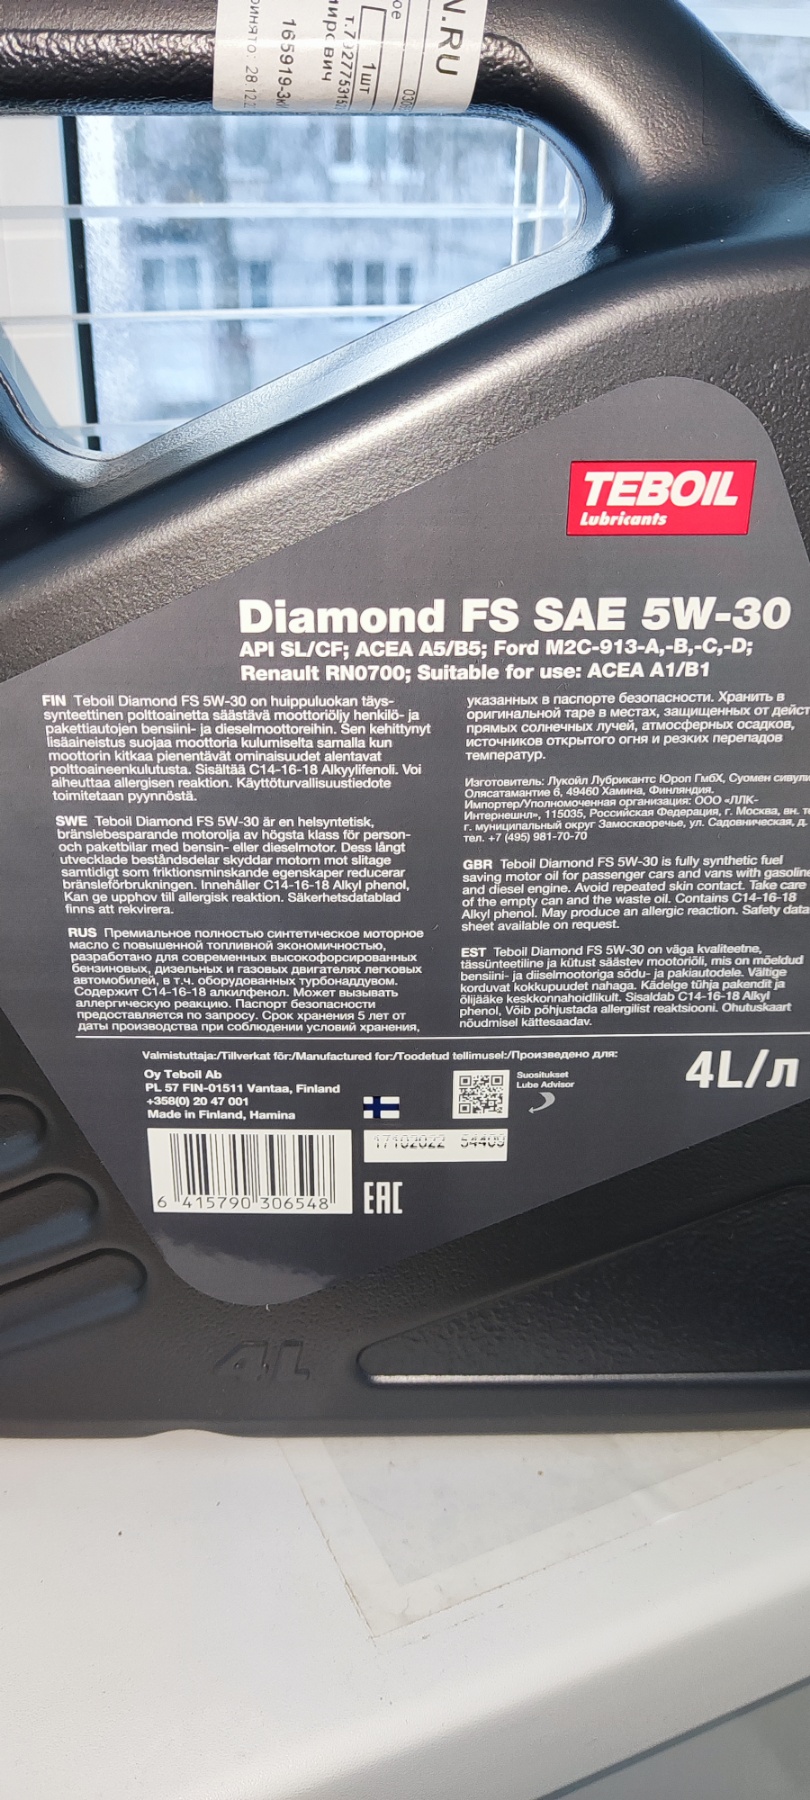 V.RU
1шт
165919-3
TEBOIL
Lubricants
Diamond FS SAE 5W-30
API SL/CF; ACEA A5/B5; Ford M2C-913-A,-B,-C,-D;
Renault RN0700; Suitable for use: ACEA A1/B1
FIN Teboil Diamond FS 5W-30 on huippuluokan täys-
synteettinen polttoainetta säästävä moottoriöljy henkilö- ja
pakettiautojen bensiini- ja dieselmoottoreihin. Sen kehittynyt
lisäaineistus suojaa moottoria kulumiselta samalla kun
moottorin kitkaa pienentävät ominaisuudet alentavat
polttoaineenkulutusta. Sisältää C14-16-18 Alkyylifenoli. Voi
aiheuttaa allergisen reaktion. Käyttöturvallisuustiedote
toimitetaan pyynnöstä.
SWE Teboil Diamond FS 5W-30 är en helsyntetisk,
bränslebesparande motorolja av högsta klass för person-
och paketbilar med bensin- eller dieselmotor. Dess långt
utvecklade beståndsdelar skyddar motorn mot slitage
samtidigt som friktionsminskande egenskaper reducerar
bränsleförbrukningen. Innehåller C14-16-18 Alkyl phenol,
Kan ge upphov till allergisk reaktion. Säkerhetsdatablad
finns att rekvirera.
RUS Премиальное полностью синтетическое моторное
масло с повышенной топливной экономичностью,
разработано для современных высокофорсированных
бензиновых, дизельных и газовых двигателях легковых
автомобилей, в т.ч. оборудованных турбонаддувом.
Содержит C14-16-18 алкилфенол. Может вызывать
аллергическую реакцию. Паспорт безопасности
предоставляется по запросу. Срок хранения 5 лет от
даты производства при соблюдении условий хранения,
указанных в паспорте безопасности. Хранить в
оригинальной таре в местах, защищенных от дейст
прямых солнечных лучей, атмосферных осадков,
источников открытого огня и резких перепадов
температур.
Изготовитель: Лукойл Лубрикантс Юроп ГмбХ, Суомен сивули
Олясатамантие 6, 49460 Хамина, Финляндия.
Импортер/Уполномоченная организация: ООО «ЛЛК-
Интернешнл», 115035, Российская Федерация, г. Москва, вн. т
г. муниципальный округ Замоскворечье, ул. Садовническая, д.
тел. +7 (495) 981-70-70
GBR Teboil Diamond FS 5W-30 is fully synthetic fuel
saving motor oil for passenger cars and vans with gasoline
and diesel engine. Avoid repeated skin contact. Take care
of the empty can and the waste oil. Contains C14-16-18
Alkyl phenol. May produce an allergic reaction. Safety data
sheet available on request.
EST Teboil Diamond FS 5W-30 on väga kvaliteetne,
tässünteetiline ja kütust säästev mootoriõli, mis on mõeldud
bensiini- ja diiselmootoriga sõdu- ja pakiautodele. Vältige
korduvat kokkupuudet nahaga. Kädelge tühja pakendit ja
õlijääke keskkonnahoidlikult. Sisaldab C14-16-18 Alkyl
phenol, Võib põhjustada allergilist reaktsiooni. Ohutuskaart
nõudmisel kättesaadav.
Valmistuttaja:/Tillverkat för:/Manufactured for:/Toodetud tellimusel:/Произведено для:
Oy Teboil Ab
PL 57 FIN-01511 Vantaa, Finland
+358(0) 20 47 001
Made in Finland, Hamina
Suositukset
Lube Advisor
4L/л
17102022 54409
6 415790 306548
EAC
4L